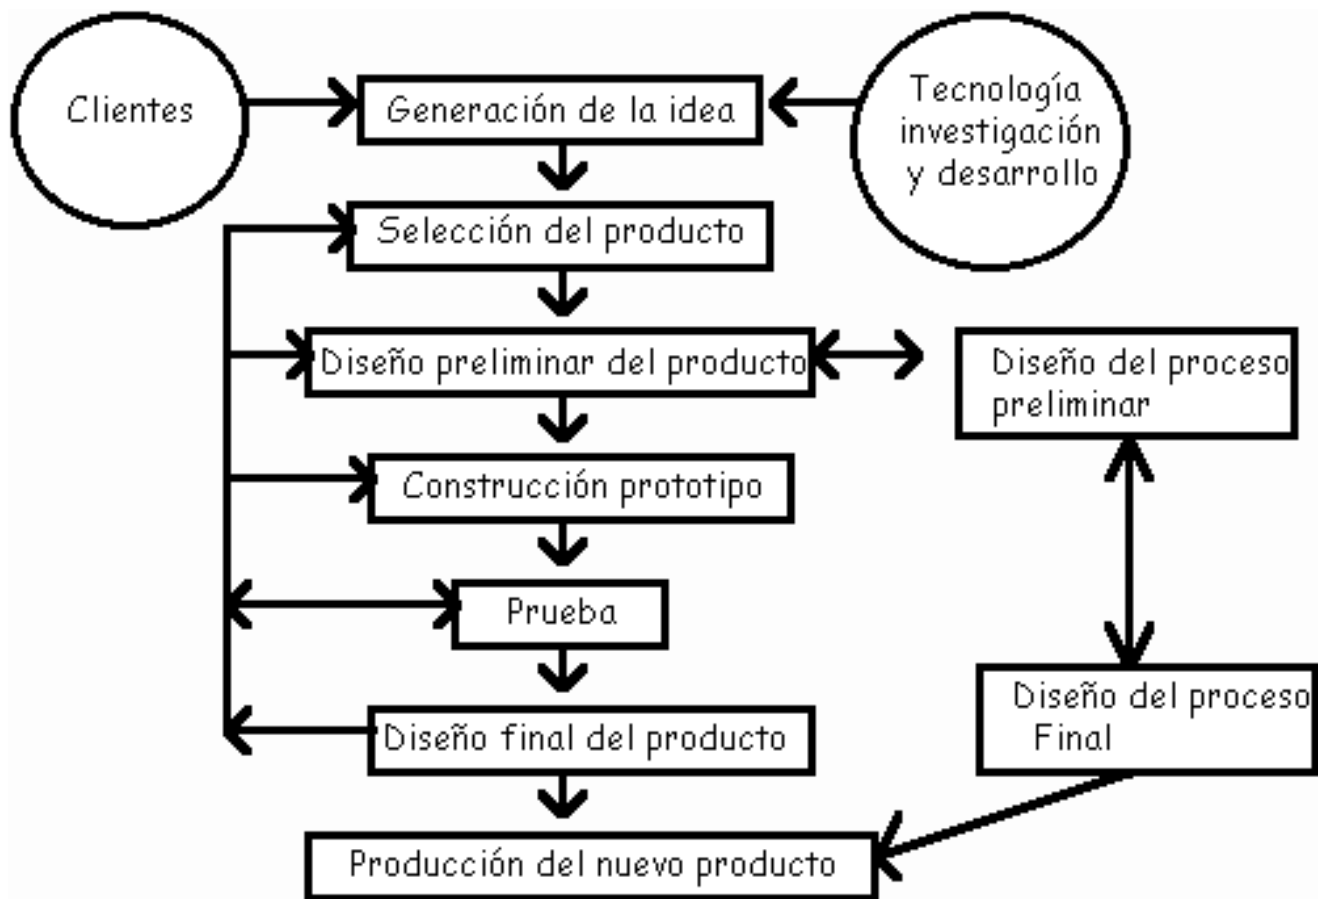 Clientes
Generación de la idea
Tecnología
investigación
y desarrollo
Selección del producto
Diseño preliminar del producto
Diseño del proceso
preliminar
Construcción prototipo
Prueba
Diseño final del producto
Diseño del proceso
Final
Producción del nuevo producto